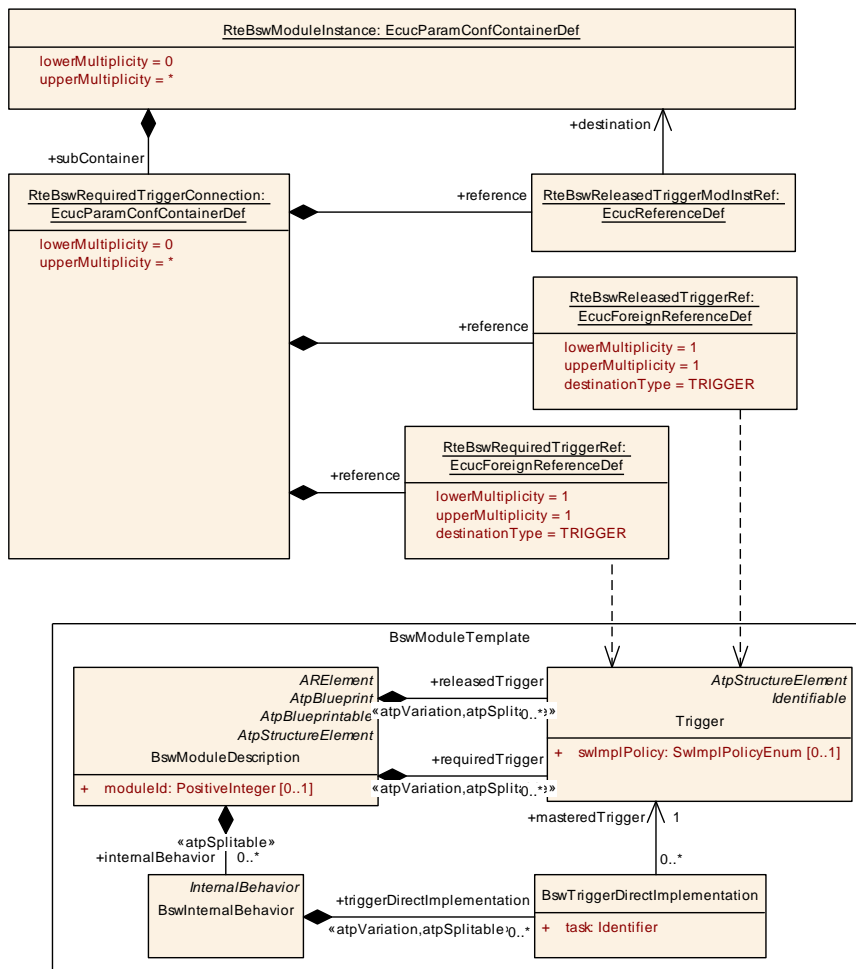 RteBswModuleInstance: EcucParamConfContainerDef
lowerMultiplicity = 0
upperMultiplicity = *
+destination
+subContainer
RteBswRequiredTriggerConnection:
EcucParamConfContainerDef
lowerMultiplicity = 0
upperMultiplicity = *
+reference
RteBswReleasedTriggerModInstRef:
EcucReferenceDef
+reference
RteBswReleasedTriggerRef:
EcucForeignReferenceDef
lowerMultiplicity = 1
upperMultiplicity = 1
destinationType = TRIGGER
+reference
RteBswRequiredTriggerRef:
EcucForeignReferenceDef
lowerMultiplicity = 1
upperMultiplicity = 1
destinationType = TRIGGER
BswModuleTemplate
ARElement
AtpBlueprint
AtpBlueprintable
AtpStructureElement
BswModuleDescription
+ moduleId: PositiveInteger [0..1]
+releasedTrigger
«atpVariation,atpSplit 0..*»
+requiredTrigger
«atpVariation,atpSplit 0..*»
AtpStructureElement
Identifiable
Trigger
+ swImplPolicy: SwImplPolicyEnum [0..1]
+masteredTrigger 1
0..*
«atpSplitable»
+internalBehavior 0..*
InternalBehavior
BswInternalBehavior
+triggerDirectImplementation
«atpVariation,atpSplitable» 0..*
BswTriggerDirectImplementation
+ task: Identifier